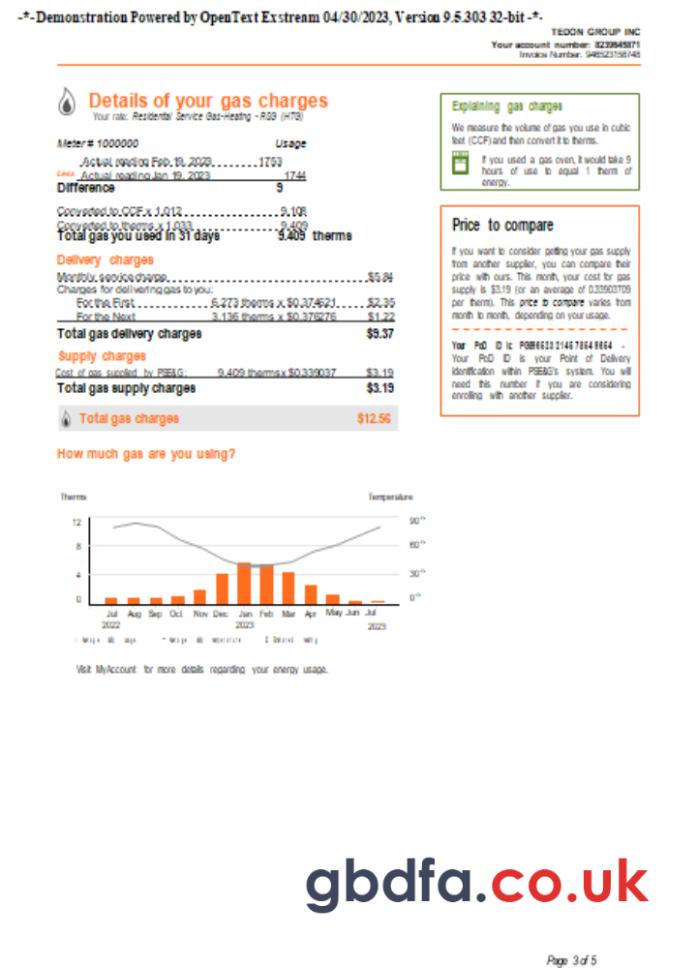 -*-Demonstration Powered by OpenText Exstream 04/30/2023, Version 9.5.303 32-bit -*-
TEDON GROUP INC
Your account number: 8239645871
Invoice Number:
Details of your gas charges
Your rate: Residential Service Gas-Heating - RSG (HTG)
Meter # 1000000 Usage
Actual reading Feb 19, 2023 1753
Less Actual reading Jan 19, 2023 1744
Difference 9
Converted to CCF x 1.012 9.108
Converted to therms x 1.033 9.409
Total gas you used in 31 days 9.409 therms
Delivery charges
Monthly service charge $5.84
Charges for delivering gas to you:
For the First 6.273 therms x $0.374621 $2.35
For the Next 3.136 therms x $0.376276 $1.22
Total gas delivery charges $9.37
Supply charges
Cost of gas supplied by PSE&G: 9.409 therms x $0.339037 $3.19
Total gas supply charges $3.19
Total gas charges $12.56
How much gas are you using?
Therms Temperature
12 90°
8 60°
4 30°
0 0°
Jul Aug Sep Oct Nov Dec Jan Feb Mar Apr May Jun Jul
2022 2023 2023
Visit MyAccount for more details regarding your energy usage.
Explaining gas charges
We measure the volume of gas you use in cubic
feet (CCF) and then convert it to therms.
If you used a gas oven, it would take 9
hours of use to equal 1 therm of
energy.
Price to compare
If you want to consider getting your gas supply
from another supplier, you can compare their
price with ours. This month, your cost for gas
supply is $3.19 (or an average of 0.33903709
per therm). This price to compare varies from
month to month, depending on your usage.
Your PoD ID is: -
Your PoD ID is your Point of Delivery
Identification within PSE&G's system. You will
need this number if you are considering
enrolling with another supplier.
gbdfa.co.uk
Page 3 of 5